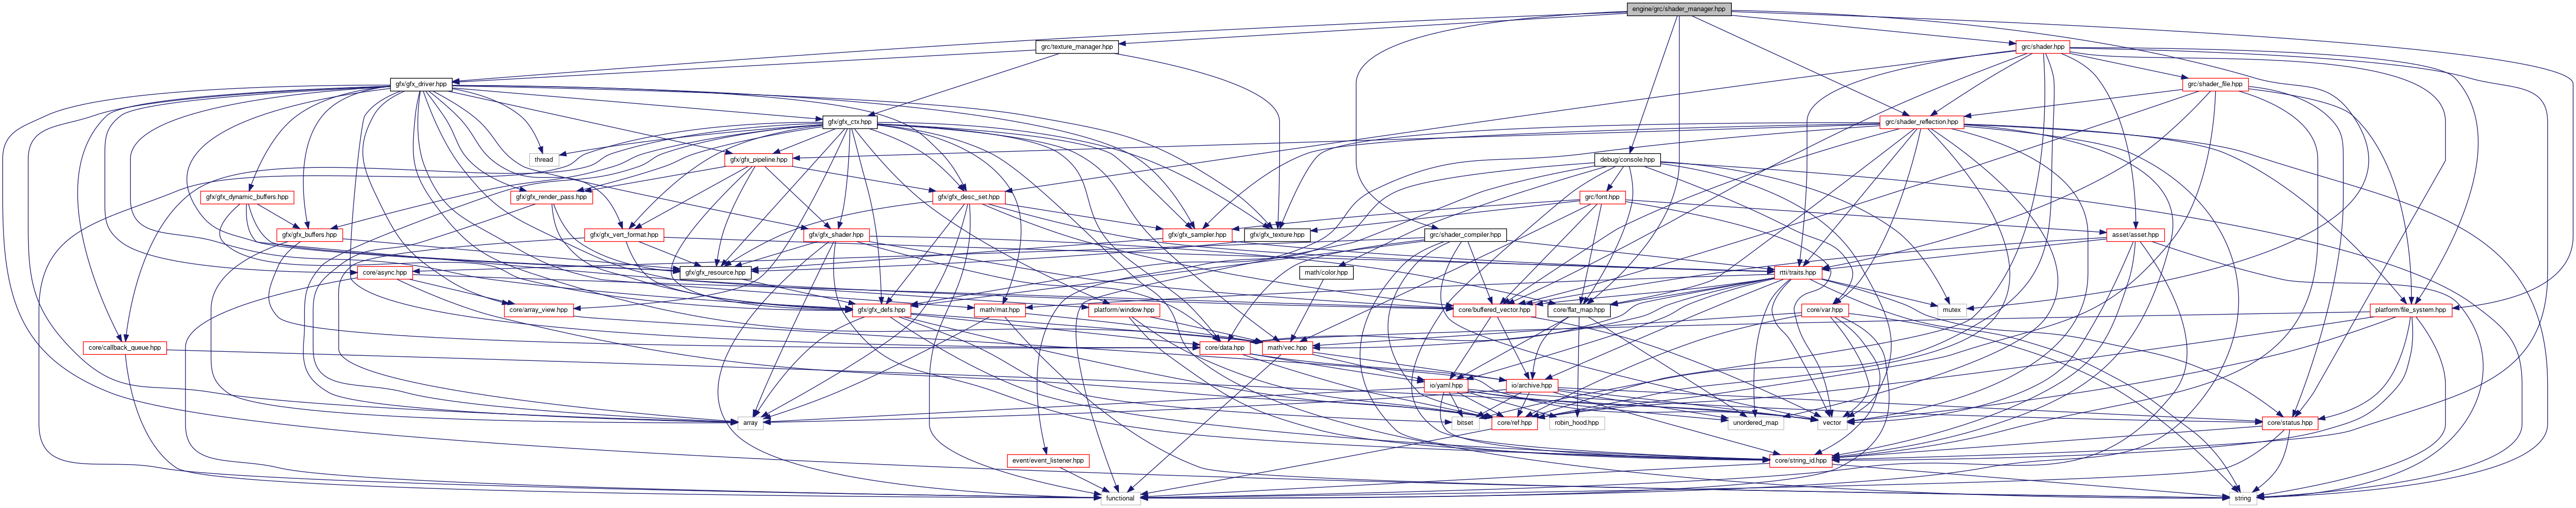 engine/grc/shader_manager.hpp
grc/texture_manager.hpp
grc/shader.hpp
gfx/gfx_driver.hpp
grc/shader_file.hpp
gfx/gfx_ctx.hpp
grc/shader_reflection.hpp
thread
gfx/gfx_pipeline.hpp
debug/console.hpp
gfx/gfx_dynamic_buffers.hpp
gfx/gfx_render_pass.hpp
gfx/gfx_desc_set.hpp
grc/font.hpp
gfx/gfx_buffers.hpp
gfx/gfx_vert_format.hpp
gfx/gfx_shader.hpp
gfx/gfx_sampler.hpp
gfx/gfx_texture.hpp
grc/shader_compiler.hpp
asset/asset.hpp
core/async.hpp
gfx/gfx_resource.hpp
math/color.hpp
rtti/traits.hpp
core/array_view.hpp
gfx/gfx_defs.hpp
math/mat.hpp
platform/window.hpp
core/buffered_vector.hpp
core/flat_map.hpp
core/var.hpp
mutex
platform/file_system.hpp
core/callback_queue.hpp
core/data.hpp
math/vec.hpp
io/yaml.hpp
io/archive.hpp
array
bitset
core/ref.hpp
robin_hood.hpp
unordered_map
vector
core/status.hpp
event/event_listener.hpp
core/string_id.hpp
functional
string